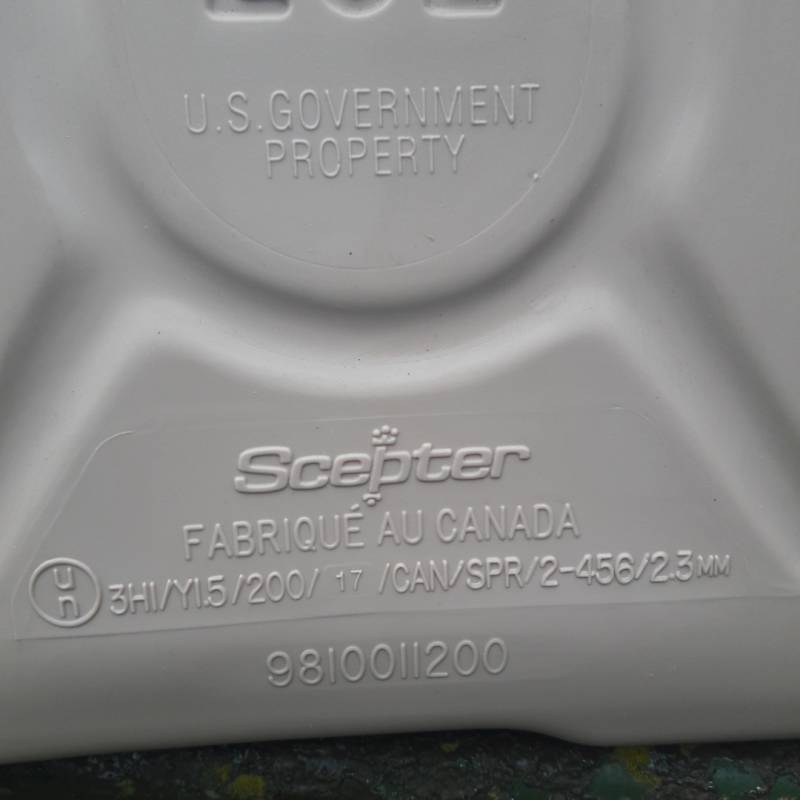 U.S. GOVERNMENT
PROPERTY
Scepter
FABRIQUÉ AU CANADA
un 3H1/Y1.5/200/ 17 /CAN/SPR/2-456/2.3MM
9810011200